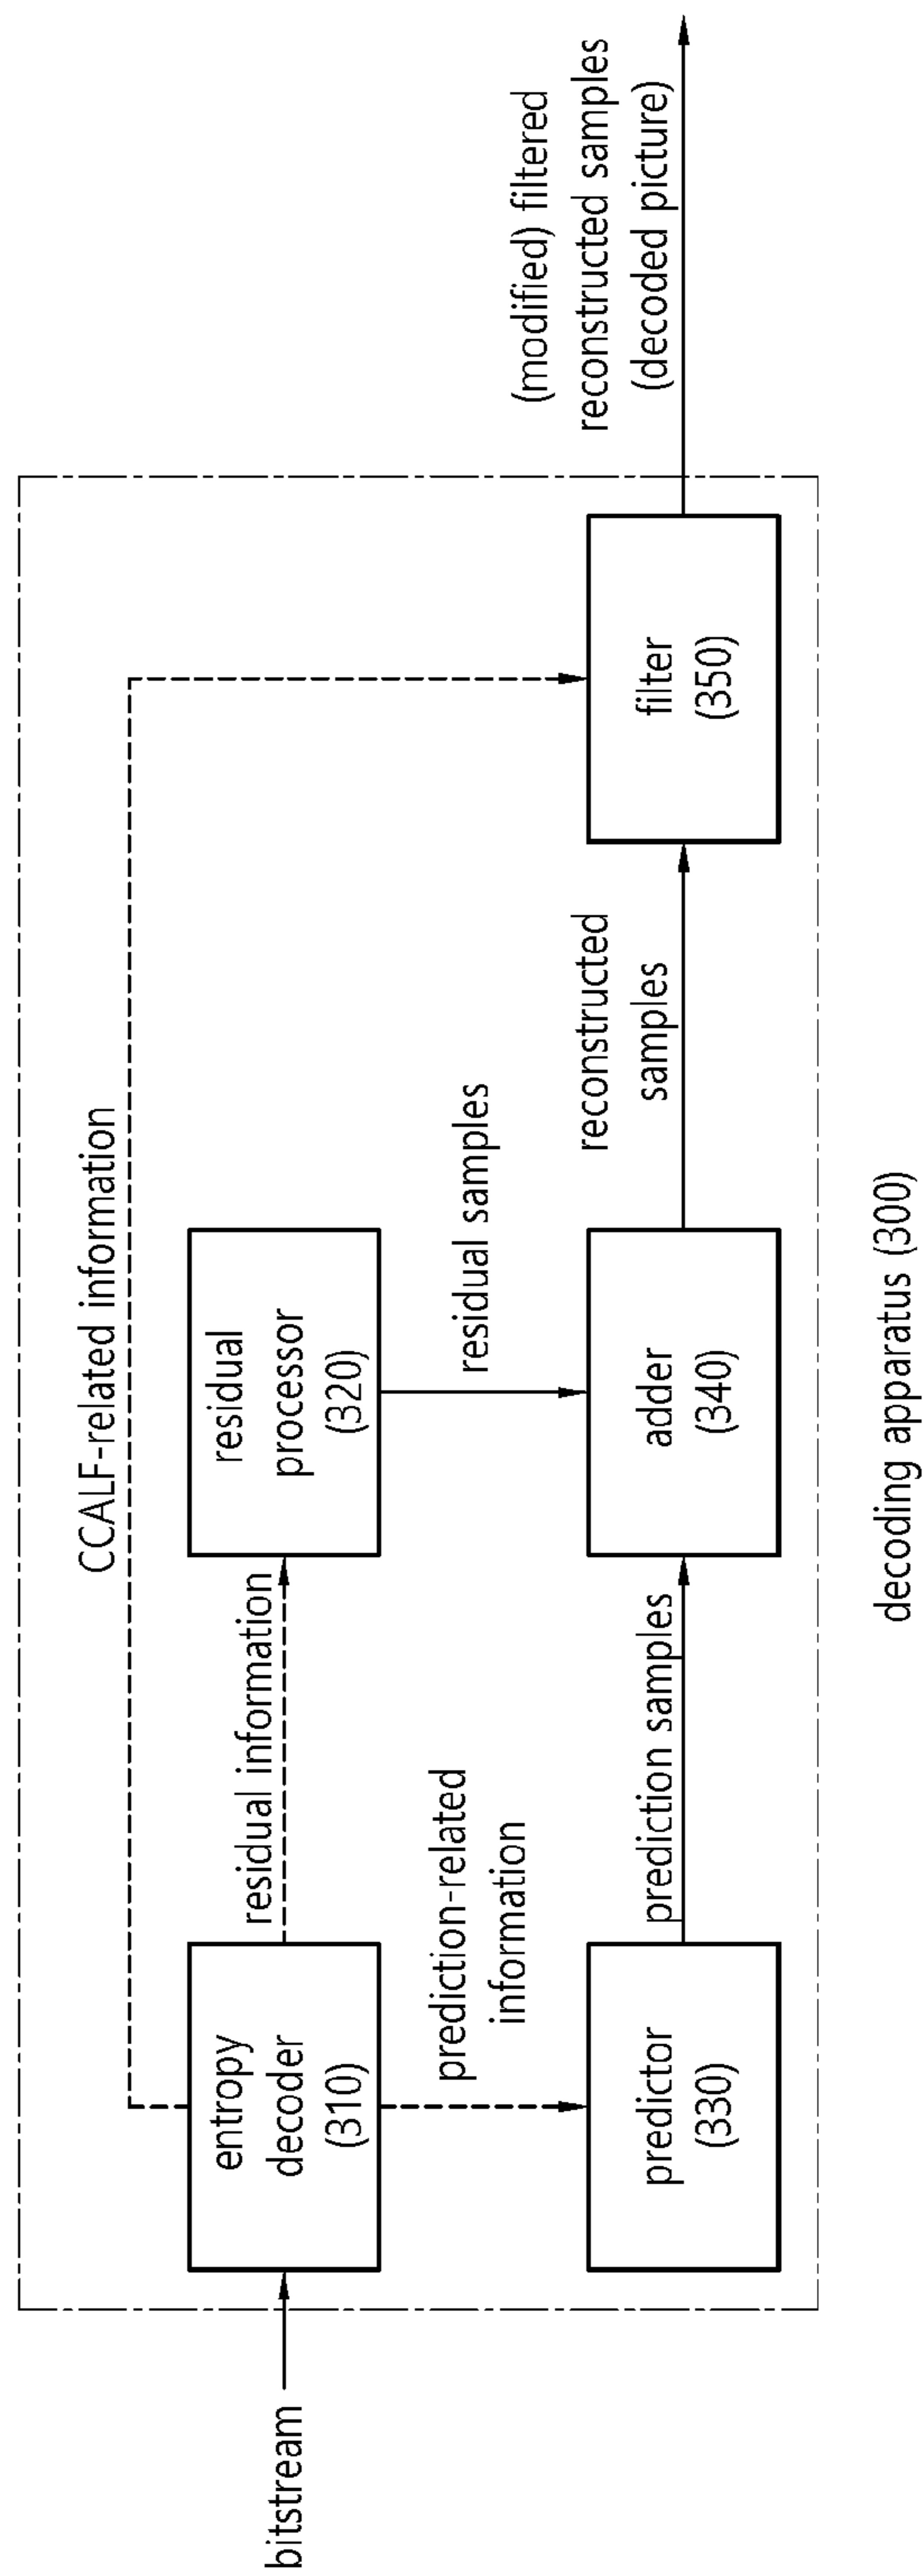 CCALF-related information
bitstream
entropy
decoder
(310)
residual information
residual
processor
(320)
prediction-related
information
residual samples
predictor
(330)
prediction samples
adder
(340)
reconstructed
samples
filter
(350)
(modified) filtered
reconstructed samples
(decoded picture)
decoding apparatus (300)